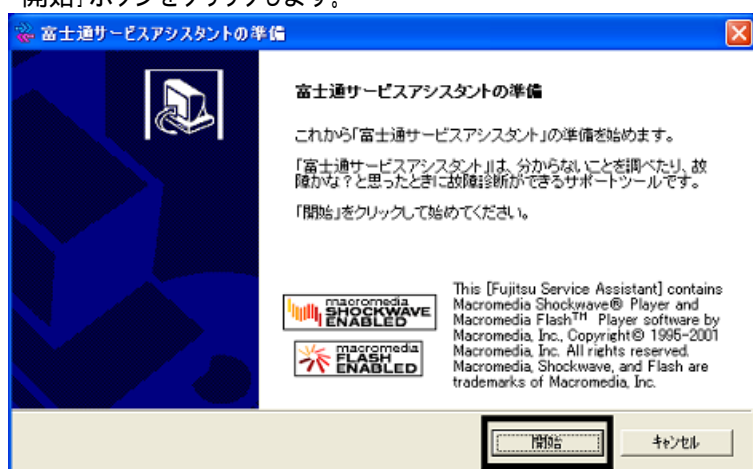 開始」ボタンをクリックします。
富士通サービスアシスタントの準備
富士通サービスアシスタントの準備
これから「富士通サービスアシスタント」の準備を始めます。
「富士通サービスアシスタント」は、分からないことを調べたり、故
障かな？と思ったときに故障診断ができるサポートツールです。
「開始」をクリックして始めてください。
macromedia
SHOCKWAVE
ENABLED
macromedia
FLASH
ENABLED
This [Fujitsu Service Assistant] contains
Macromedia Shockwave® Player and
Macromedia Flash™ Player software by
Macromedia, Inc., Copyright© 1995-2001
Macromedia, Inc. All rights reserved.
Macromedia, Shockwave, and Flash are
trademarks of Macromedia, Inc.
開始
キャンセル